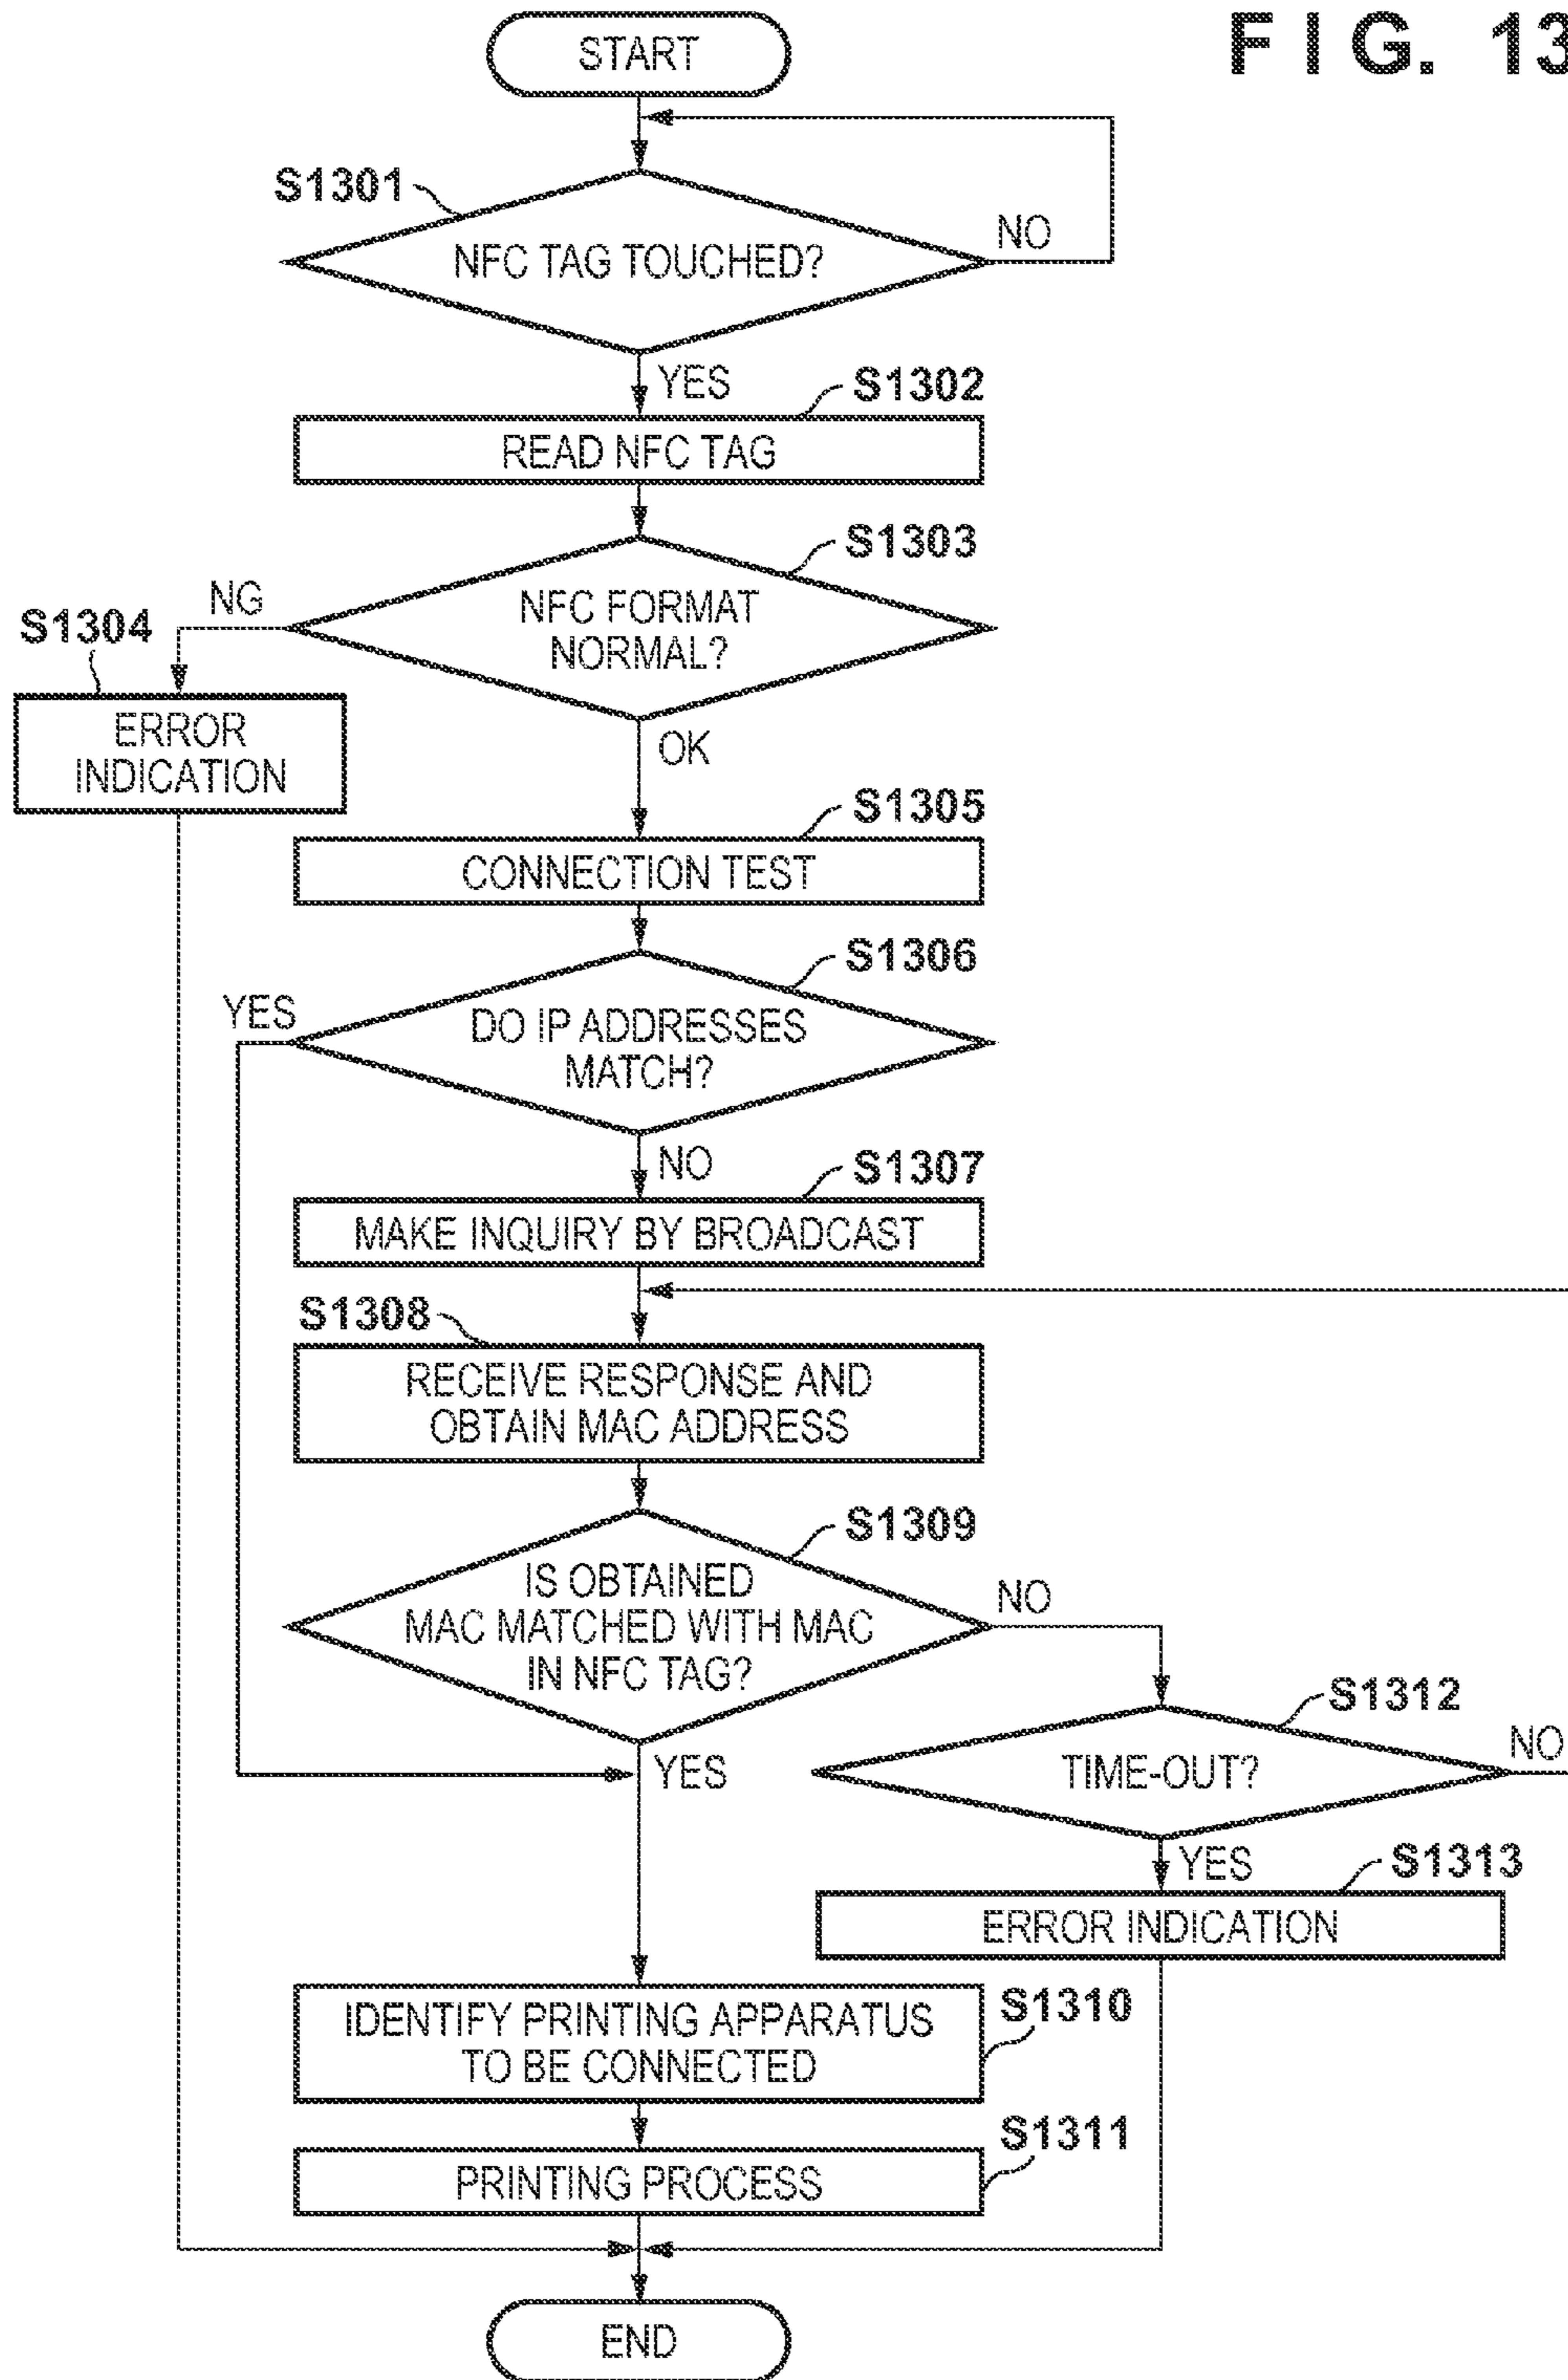 FIG. 13
START
S1301
NFC TAG TOUCHED?
NO
YES
S1302
READ NFC TAG
S1303
NFC FORMAT
NORMAL?
NG
S1304
ERROR
INDICATION
OK
S1305
CONNECTION TEST
S1306
YES
DO IP ADDRESSES
MATCH?
NO
S1307
MAKE INQUIRY BY BROADCAST
S1308
RECEIVE RESPONSE AND
OBTAIN MAC ADDRESS
S1309
IS OBTAINED
MAC MATCHED WITH MAC
IN NFC TAG?
NO
S1312
YES
TIME-OUT?
NO
YES
S1313
ERROR INDICATION
IDENTIFY PRINTING APPARATUS
TO BE CONNECTED
S1310
S1311
PRINTING PROCESS
END